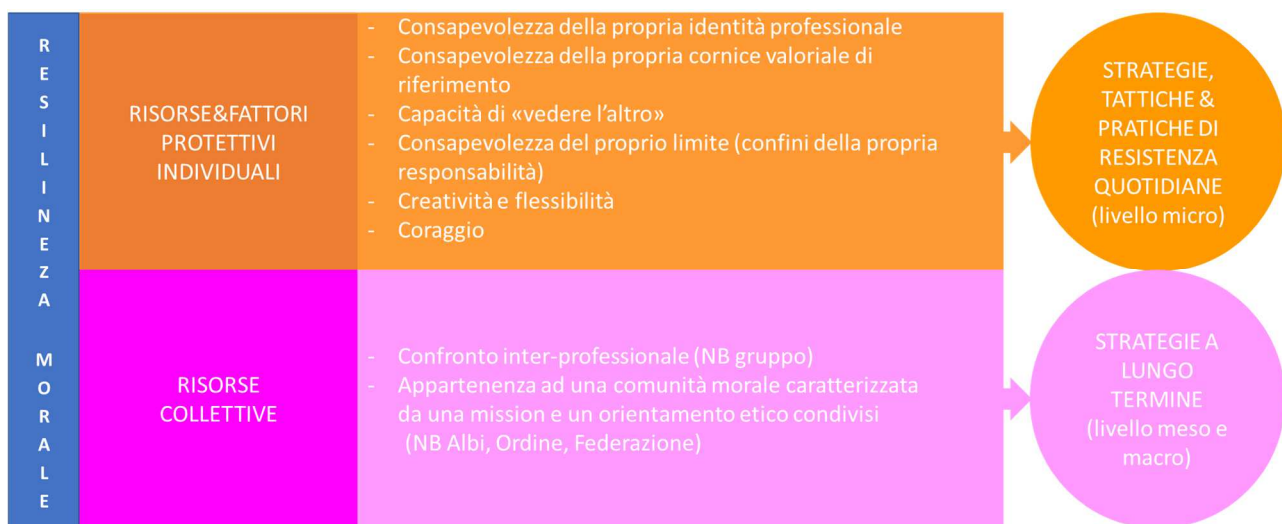 RESILINEZA MORALE
RISORSE&FATTORI
PROTETTIVI
INDIVIDUALI
- Consapevolezza della propria identità professionale
- Consapevolezza della propria cornice valoriale di
riferimento
- Capacità di «vedere l'altro»
- Consapevolezza del proprio limite (confini della propria
responsabilità)
- Creatività e flessibilità
- Coraggio
STRATEGIE,
TATTICHE &
PRATICHE DI
RESISTENZA
QUOTIDIANE
(livello micro)
RISORSE
COLLETTIVE
- Confronto inter-professionale (NB gruppo)
- Appartenenza ad una comunità morale caratterizzata
da una mission e un orientamento etico condivisi
(NB Albi, Ordine, Federazione)
STRATEGIE A
LUNGO
TERMINE
(livello meso e
macro)